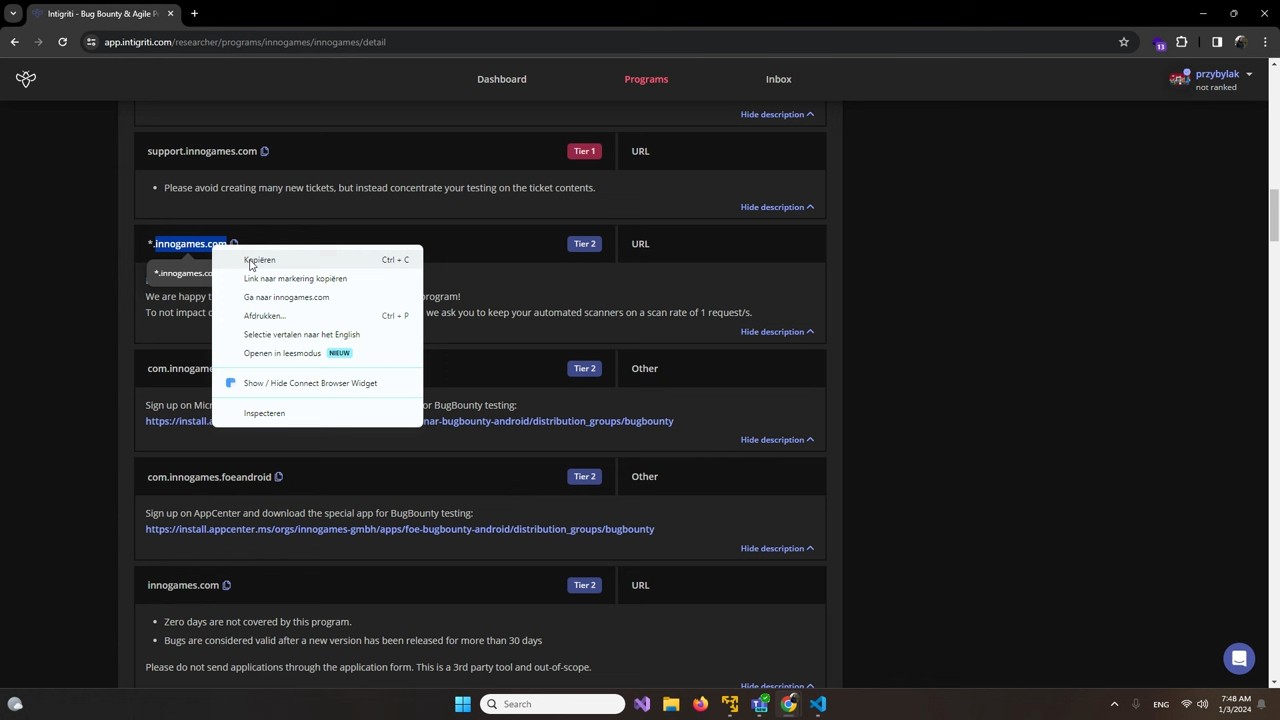 Intigriti - Bug Bounty & Agile P
app.intigriti.com/researcher/programs/innogames/innogames/detail
13
Dashboard
Programs
Inbox
przybylak
not ranked
Hide description
support.innogames.com
Tier 1
URL
• Please avoid creating many new tickets, but instead concentrate your testing on the ticket contents.
Hide description
*.innogames.com
Tier 2
URL
*.innogames.co
Kopiëren Ctrl + C
Link naar markering kopiëren
Ga naar innogames.com
Afdrukken... Ctrl + P
Selectie vertalen naar het English
Openen in leesmodus NIEUW
Show / Hide Connect Browser Widget
Inspecteren
We are happy t
program!
To not impact o
we ask you to keep your automated scanners on a scan rate of 1 request/s.
Hide description
com.innogame
Tier 2
Other
Sign up on Micr
or BugBounty testing:
https://install.ap
nar-bugbounty-android/distribution_groups/bugbounty
Hide description
com.innogames.foeandroid
Tier 2
Other
Sign up on AppCenter and download the special app for BugBounty testing:
https://install.appcenter.ms/orgs/innogames-gmbh/apps/foe-bugbounty-android/distribution_groups/bugbounty
Hide description
innogames.com
Tier 2
URL
• Zero days are not covered by this program.
• Bugs are considered valid after a new version has been released for more than 30 days
Please do not send applications through the application form. This is a 3rd party tool and out-of-scope.
Hide description
Search
ENG
7:48 AM
1/3/2024